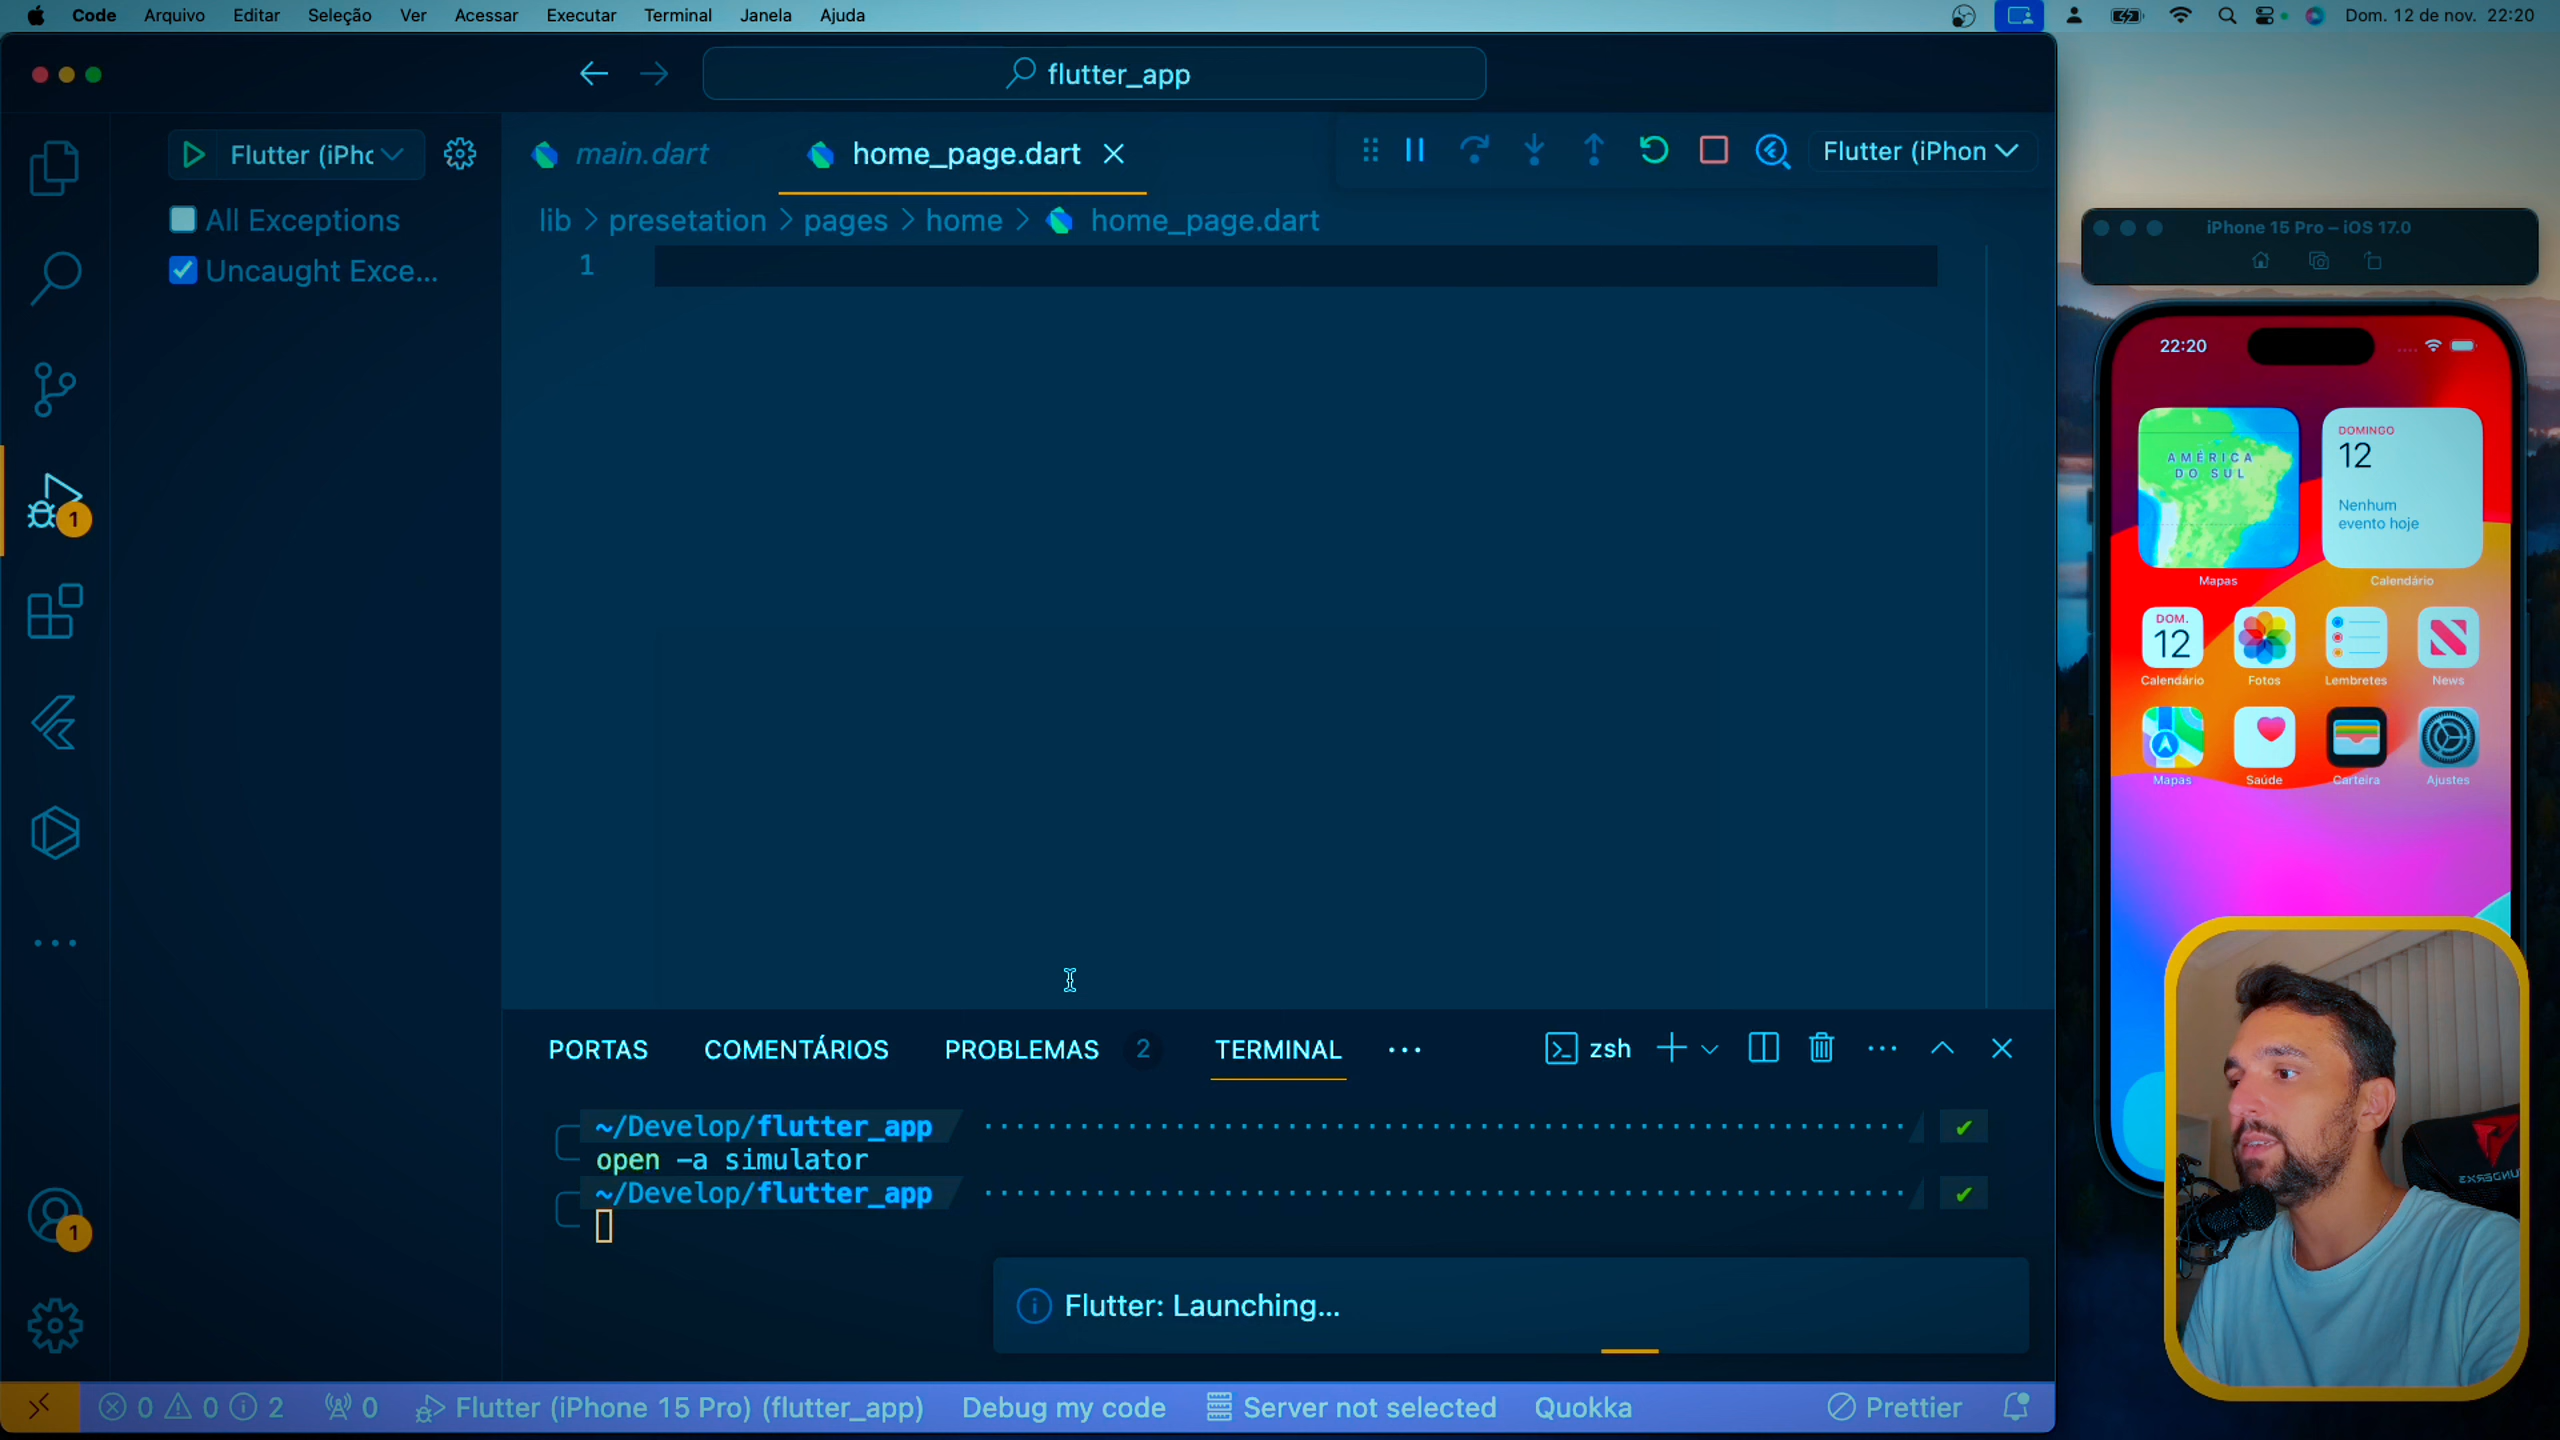 Code Arquivo Editar Seleção Ver Acessar Executar Terminal Janela Ajuda Dom. 12 de nov. 22:20
flutter_app
Flutter (iPhc
main.dart
home_page.dart
Flutter (iPhon
All Exceptions
Uncaught Exce...
lib > presetation > pages > home > home_page.dart
1
1
PORTAS COMENTÁRIOS PROBLEMAS 2 TERMINAL ... zsh
~/Develop/flutter_app
open -a simulator
~/Develop/flutter_app
1
Flutter: Launching...
0 0 2 0 Flutter (iPhone 15 Pro) (flutter_app) Debug my code Server not selected Quokka Prettier
iPhone 15 Pro – iOS 17.0
22:20
AMÉRICA
DO SUL
Mapas
DOMINGO
12
Nenhum
evento hoje
Calendário
DOM.
12
Calendário Fotos Lembretes News
Mapas Saúde Carteira Ajustes